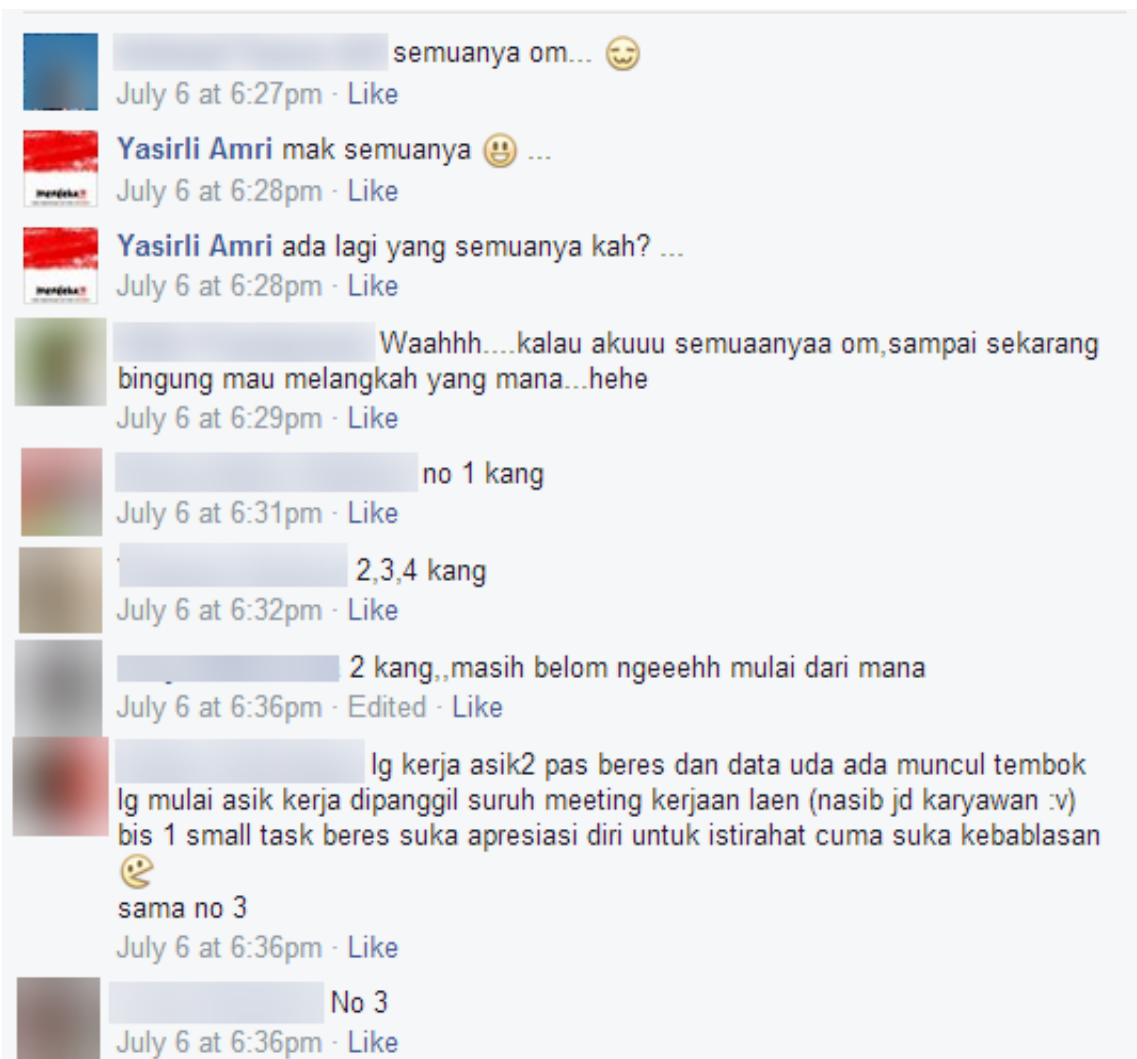 semuanya om...
July 6 at 6:27pm · Like
Yasirli Amri mak semuanya ...
July 6 at 6:28pm · Like
Yasirli Amri ada lagi yang semuanya kah? ...
July 6 at 6:28pm · Like
Waahhh....kalau akuuu semuaanyaa om,sampai sekarang
bingung mau melangkah yang mana...hehe
July 6 at 6:29pm · Like
no 1 kang
July 6 at 6:31pm · Like
2,3,4 kang
July 6 at 6:32pm · Like
2 kang,,masih belom ngeeehh mulai dari mana
July 6 at 6:36pm · Edited · Like
lg kerja asik2 pas beres dan data uda ada muncul tembok
lg mulai asik kerja dipanggil suruh meeting kerjaan laen (nasib jd karyawan :v)
bis 1 small task beres suka apresiasi diri untuk istirahat cuma suka kebablasan
sama no 3
July 6 at 6:36pm · Like
No 3
July 6 at 6:36pm · Like